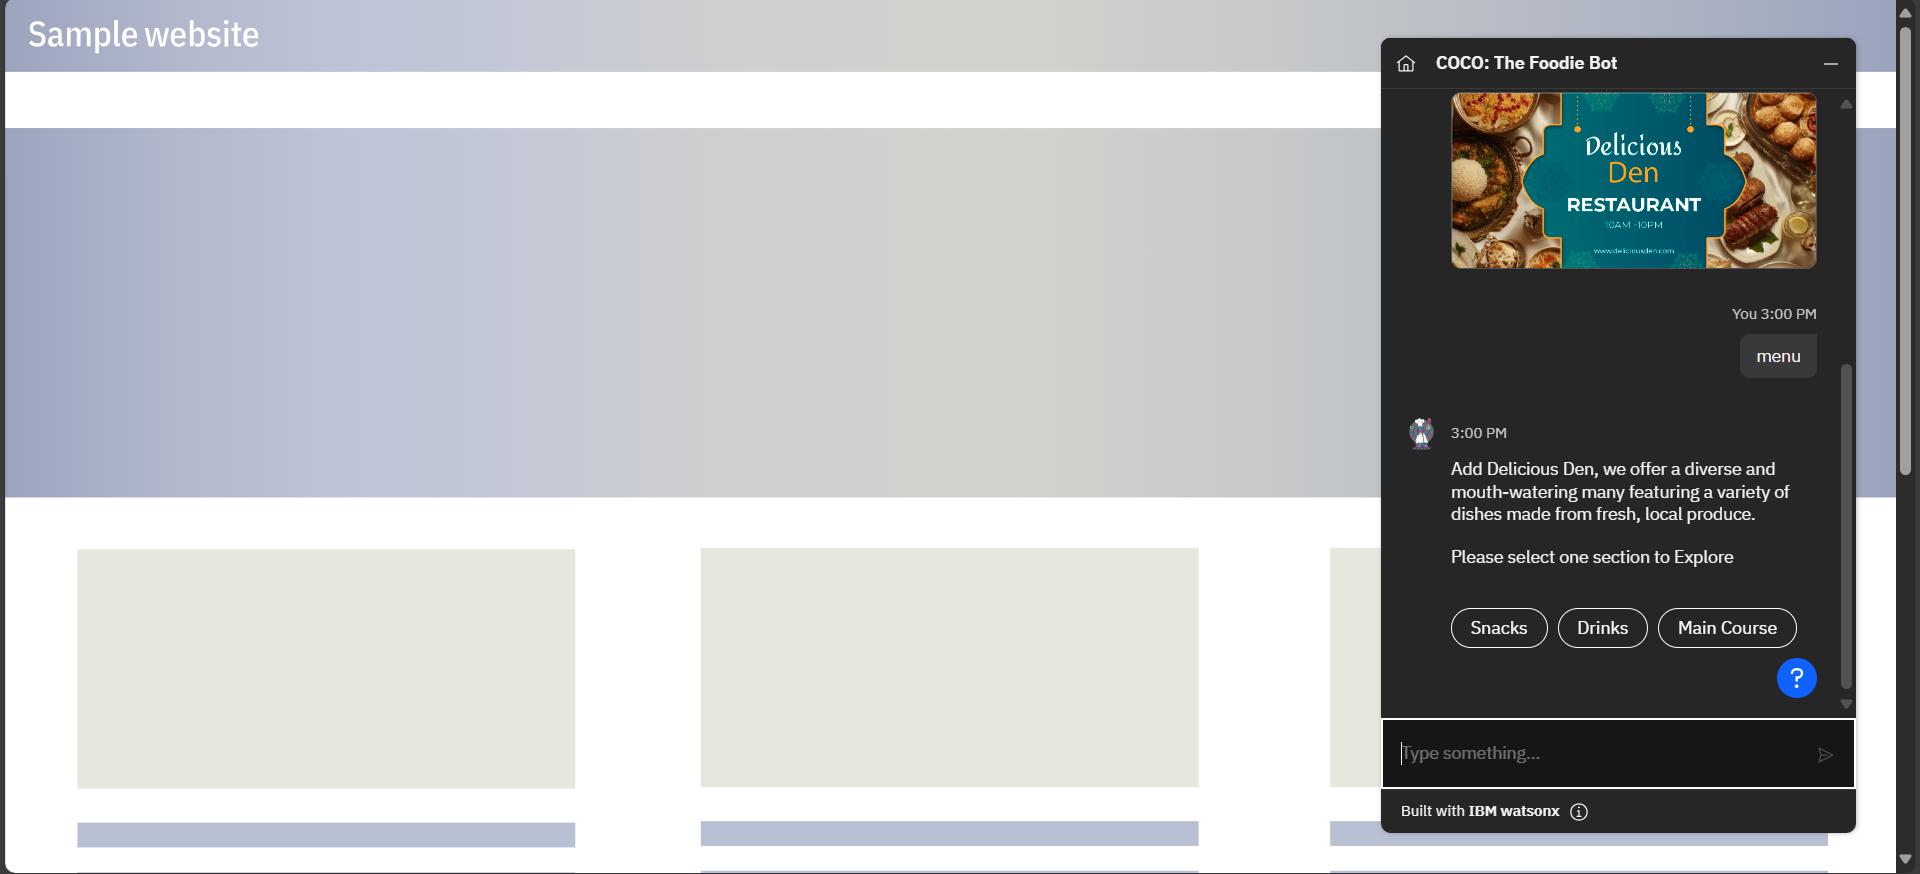 Sample website
COCO: The Foodie Bot
Delicious
Den
RESTAURANT
10AM -10PM
www.deliciousden.com
You 3:00 PM
menu
3:00 PM
Add Delicious Den, we offer a diverse and
mouth-watering many featuring a variety of
dishes made from fresh, local produce.
Please select one section to Explore
Snacks
Drinks
Main Course
?
Type something...
Built with IBM watsonx